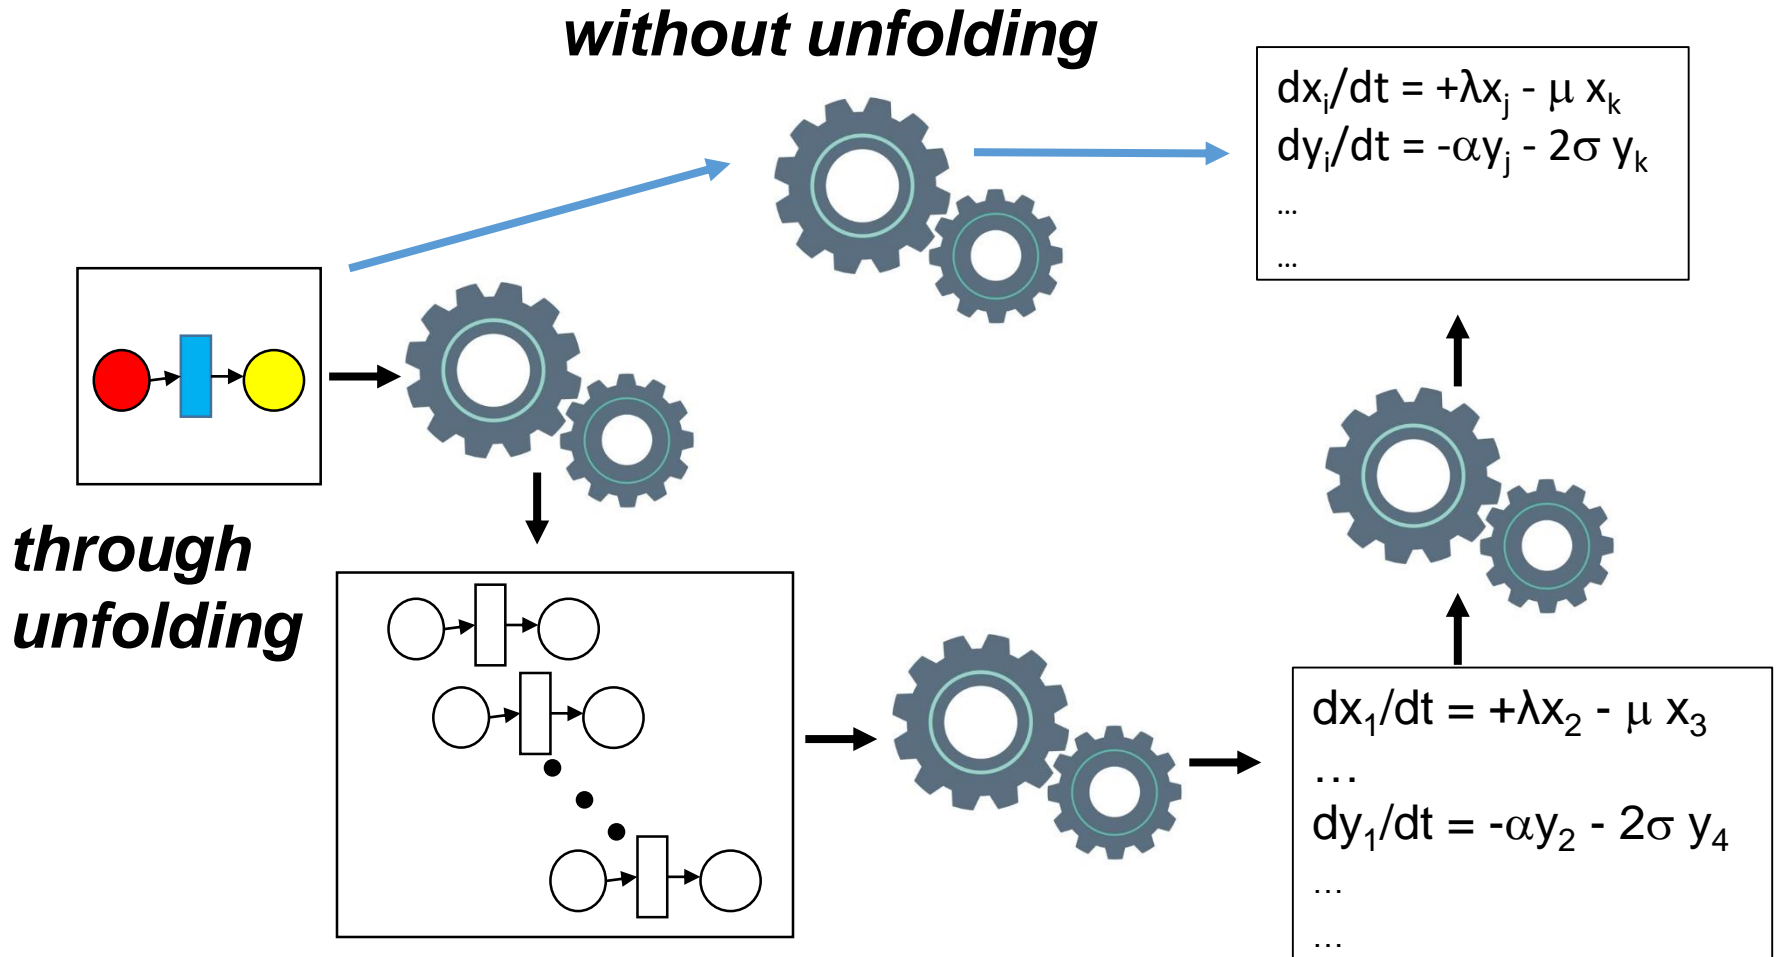 without unfolding
dxᵢ/dt = +λxⱼ - μ xₖ
dyᵢ/dt = -αyⱼ - 2σ yₖ
...
...
through
unfolding
dx₁/dt = +λx₂ - μ x₃
...
dy₁/dt = -αy₂ - 2σ y₄
...
...